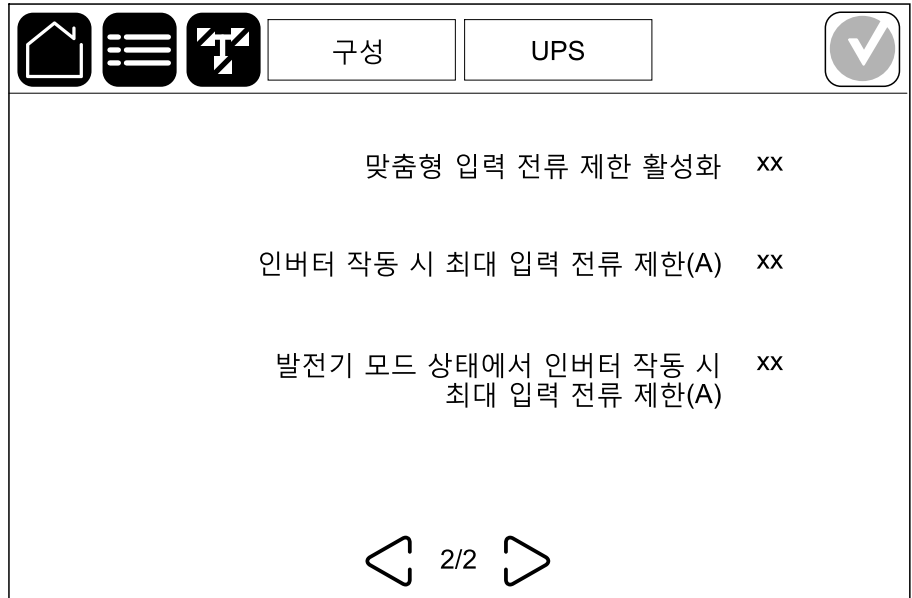 구성
UPS
맞춤형 입력 전류 제한 활성화 xx
인버터 작동 시 최대 입력 전류 제한(A) xx
발전기 모드 상태에서 인버터 작동 시 xx
최대 입력 전류 제한(A)
2/2